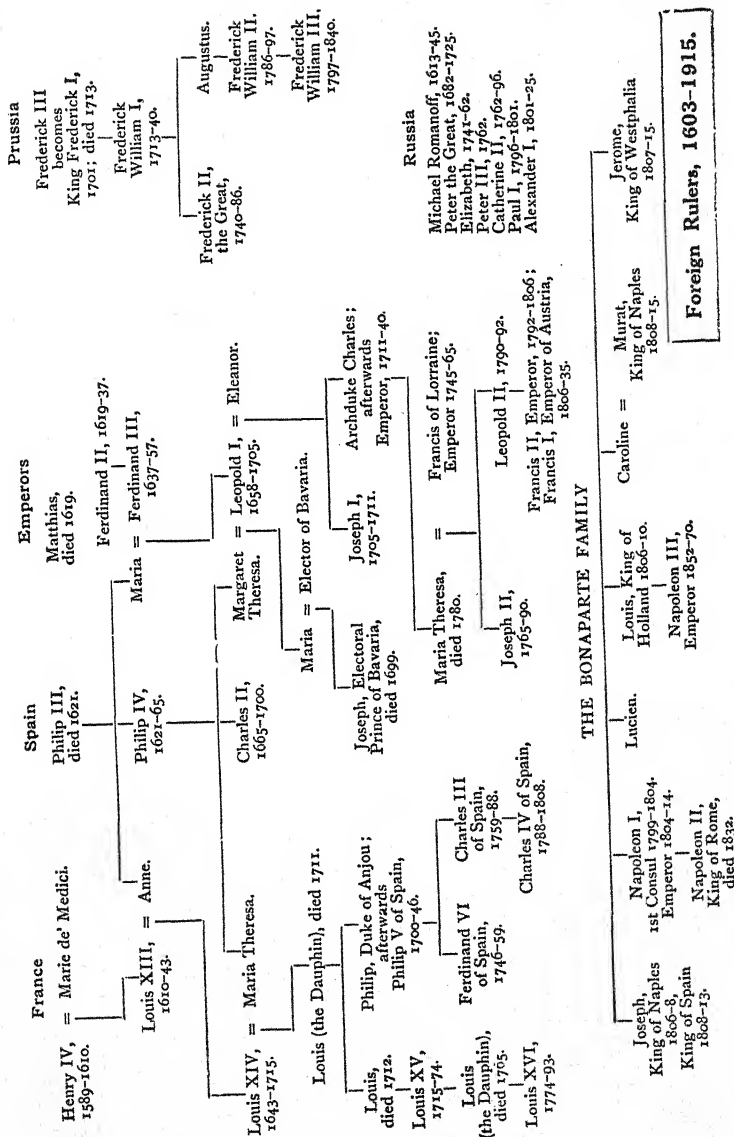 Foreign Rulers, 1603-1915.
France
Henry IV, = Marie de' Medici.
1589-1610.
Louis XIII, = Anne.
1610-43.
Louis XIV, = Maria Theresa.
1643-1715.
Louis (the Dauphin), died 1711.
Louis,
died 1712.
Louis XV,
1715-74.
Louis
(the Dauphin),
died 1765.
Louis XVI,
1774-93.
Philip, Duke of Anjou;
afterwards
Philip V of Spain,
1700-46.
Ferdinand VI
of Spain,
1746-59.
Charles III
of Spain,
1759-88.
Charles IV of Spain,
1788-1808.
Spain
Philip III,
died 1621.
Philip IV,
1621-65.
Charles II,
1665-1700.
Emperors
Matthias,
died 1619.
Ferdinand II, 1619-37.
Maria = Ferdinand III,
1637-57.
Margaret = Leopold I, = Eleanor.
Theresa. 1658-1705.
Maria = Elector of Bavaria.
Joseph, Electoral
Prince of Bavaria,
died 1699.
Joseph I,
1705-1711.
Archduke Charles;
afterwards
Emperor, 1711-40.
Maria Theresa, = Francis of Lorraine;
died 1780. Emperor 1745-65.
Joseph II,
1765-90.
Leopold II, 1790-92.
Francis II, Emperor, 1792-1806;
Francis I, Emperor of Austria,
1806-35.
Prussia
Frederick III
becomes
King Frederick I,
1701; died 1713.
Frederick
William I,
1713-40.
Frederick II,
the Great,
1740-86.
Augustus.
Frederick
William II.
1786-97.
Frederick
William III,
1797-1840.
Russia
Michael Romanoff, 1613-45.
Peter the Great, 1682-1725.
Elizabeth, 1741-62.
Peter III, 1762.
Catherine II, 1762-96.
Paul I, 1796-1801.
Alexander I, 1801-25.
THE BONAPARTE FAMILY
Joseph,
King of Naples
1806-8,
King of Spain
1808-13.
Napoleon I,
1st Consul 1799-1804.
Emperor 1804-14.
Napoleon II,
King of Rome,
died 1832.
Lucien.
Louis, King of
Holland 1806-10.
Napoleon III,
Emperor 1852-70.
Caroline = Murat,
King of Naples
1808-15.
Jerome,
King of Westphalia
1807-15.